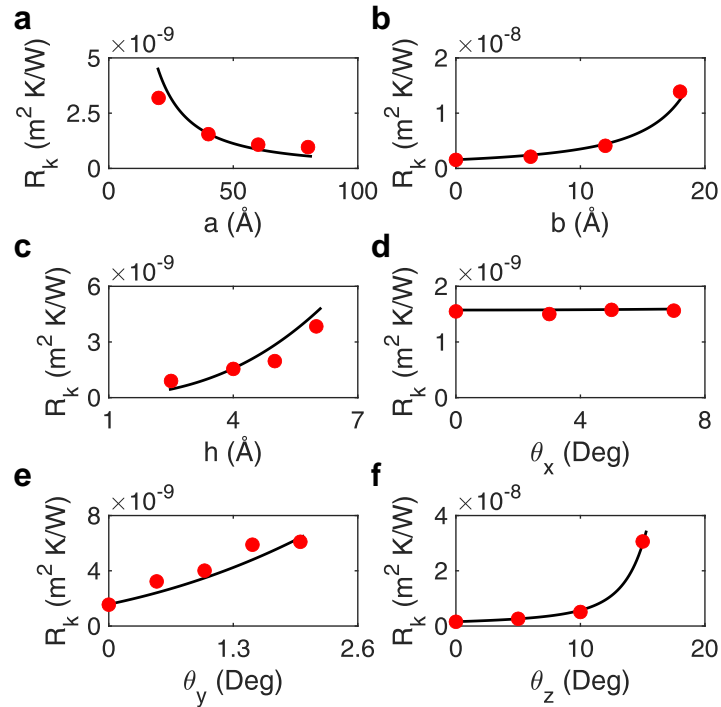 a
×10⁻⁹
R_k (m² K/W)
5
2.5
0
0
50
100
a (Å)
b
×10⁻⁸
R_k (m² K/W)
2
1
0
0
10
20
b (Å)
c
×10⁻⁹
R_k (m² K/W)
6
3
0
1
4
7
h (Å)
d
×10⁻⁹
R_k (m² K/W)
2
1
0
0
4
8
θ_x (Deg)
e
×10⁻⁹
R_k (m² K/W)
8
4
0
0
1.3
2.6
θ_y (Deg)
f
×10⁻⁸
R_k (m² K/W)
4
2
0
0
10
20
θ_z (Deg)